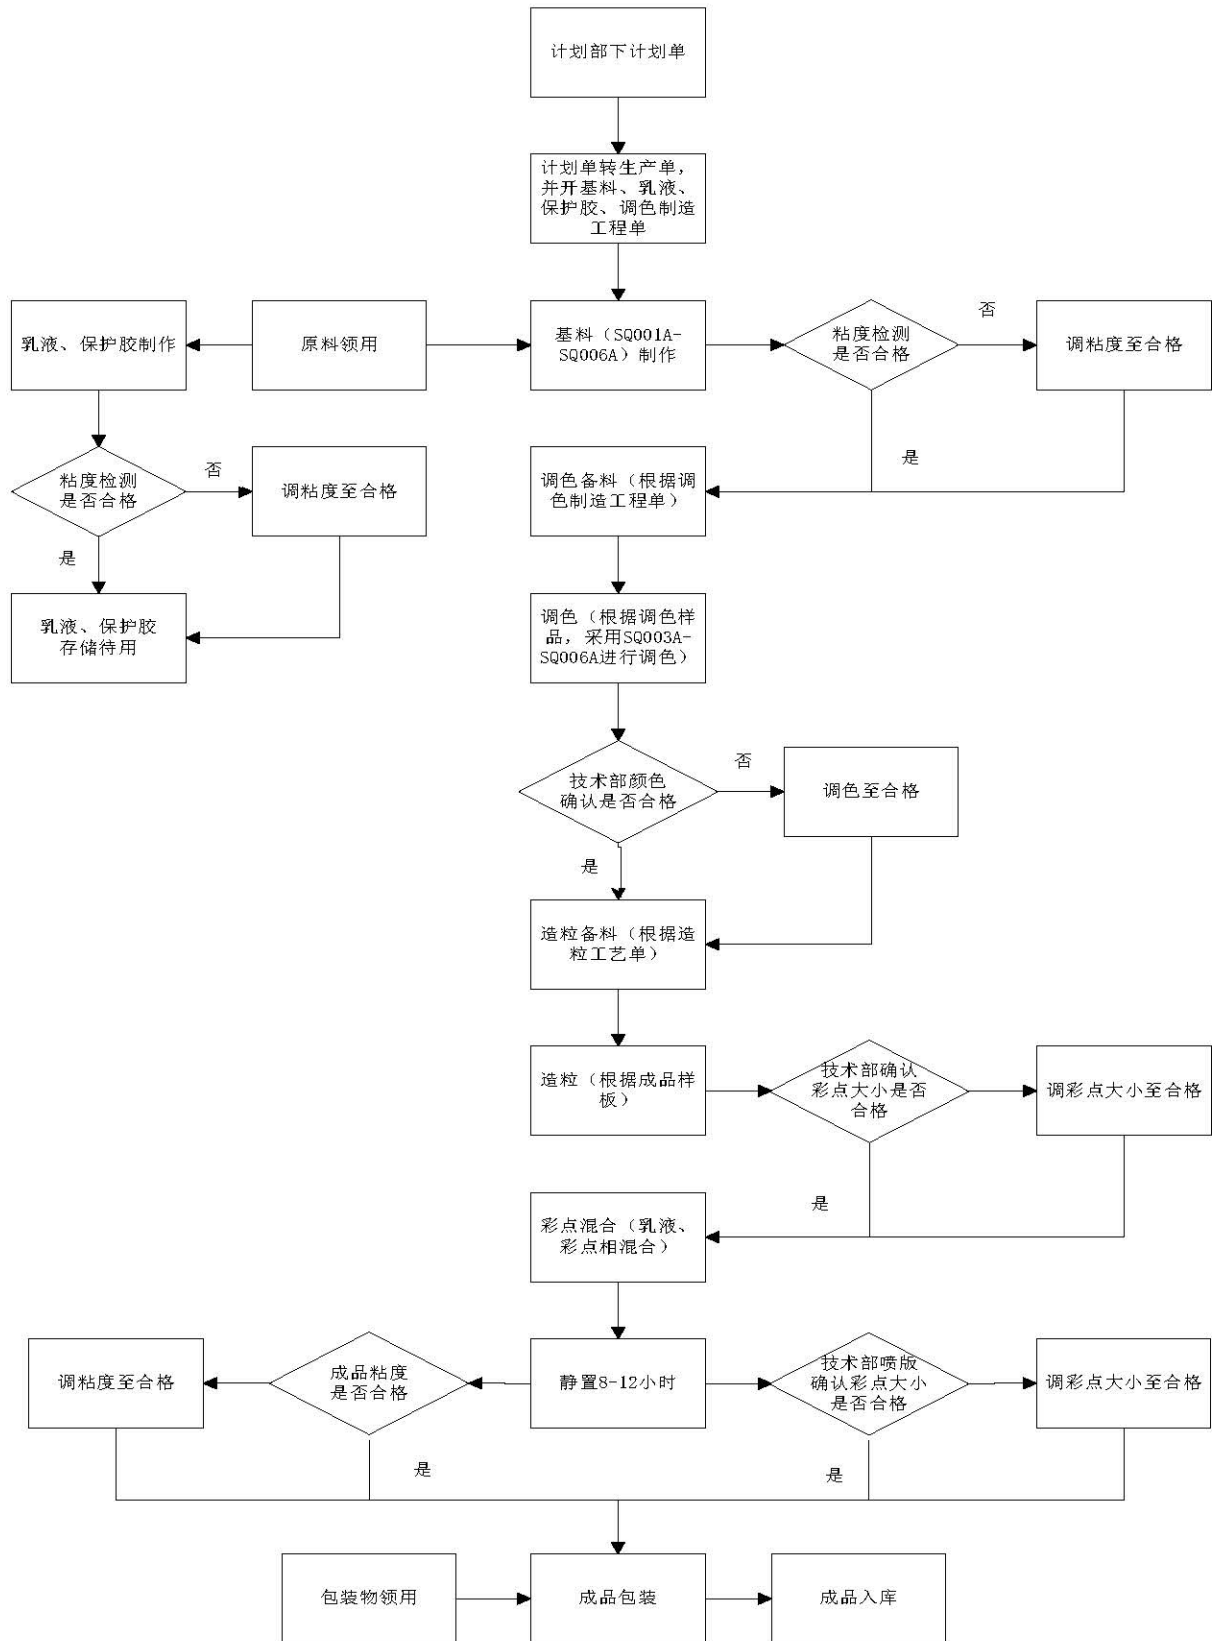 计划部下计划单
计划单转生产单，
并开基料、乳液、
保护胶、调色制造
工程单
乳液、保护胶制作
原料领用
基料（SQ001A-
SQ006A）制作
粘度检测
是否合格
否
调粘度至合格
是
粘度检测
是否合格
否
调粘度至合格
是
调色备料（根据调
色制造工程单）
乳液、保护胶
存储待用
调色（根据调色样
品，采用SQ003A-
SQ006A进行调色）
技术部颜色
确认是否合格
否
调色至合格
是
造粒备料（根据造
粒工艺单）
造粒（根据成品样
板）
技术部确认
彩点大小是否
合格
调彩点大小至合格
是
彩点混合（乳液、
彩点相混合）
调粘度至合格
成品粘度
是否合格
静置8-12小时
技术部喷版
确认彩点大小
是否合格
调彩点大小至合格
是
是
包装物领用
成品包装
成品入库